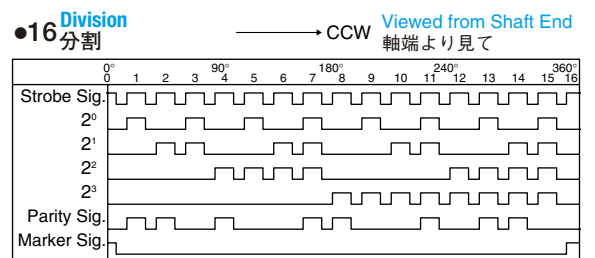 ●16 Division 分割 CCW Viewed from Shaft End 軸端より見て
0° 90° 180° 240° 360°
0 1 2 3 4 5 6 7 8 9 10 11 12 13 14 15 16
Strobe Sig.
2⁰
2¹
2²
2³
Parity Sig.
Marker Sig.